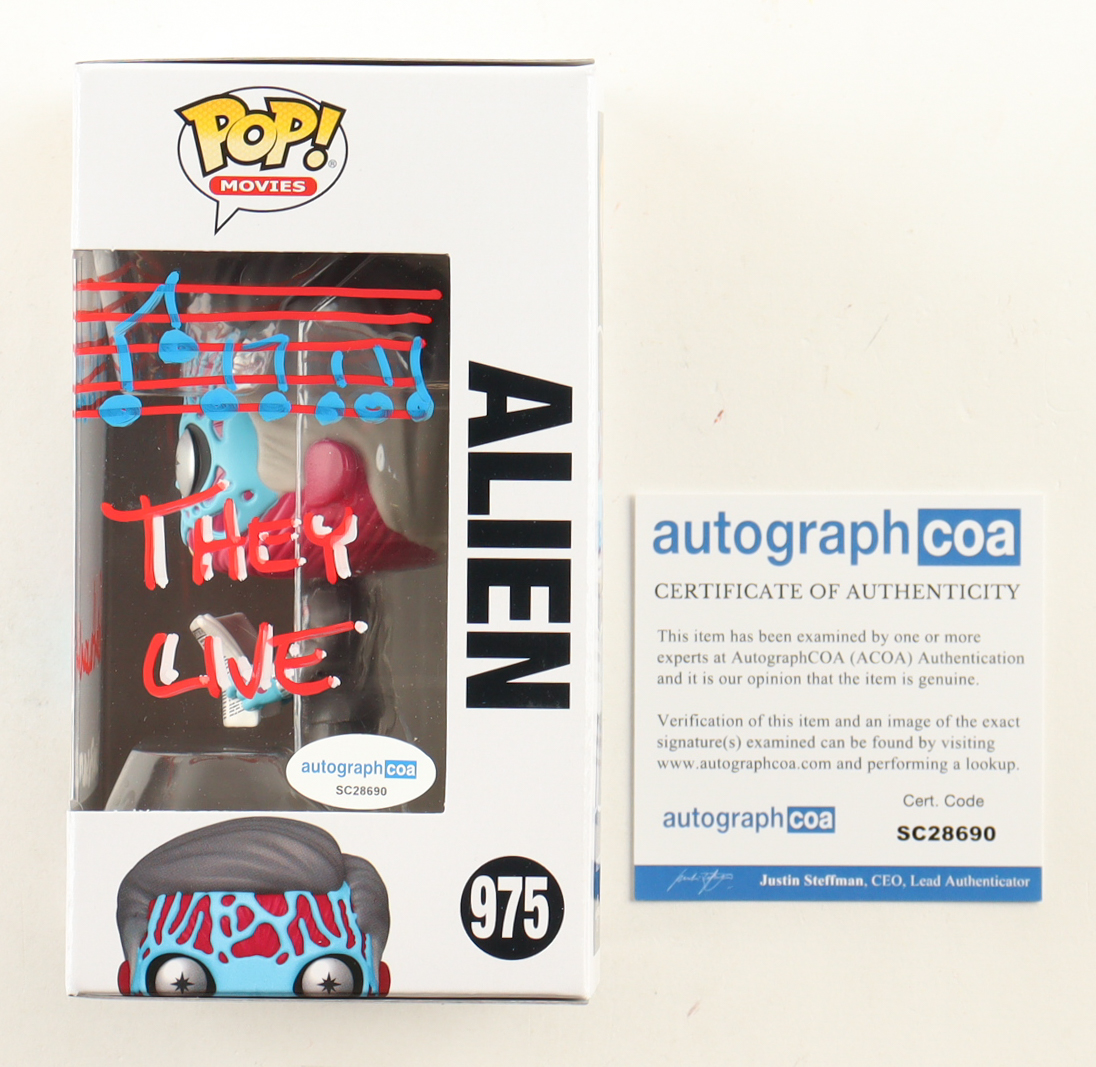 POP!
MOVIES
THEY
LIVE
ALIEN
autographcoa
SC28690
975
autographcoa
CERTIFICATE OF AUTHENTICITY
This item has been examined by one or more
experts at AutographCOA (ACOA) Authentication
and it is our opinion that the item is genuine.
Verification of this item and an image of the exact
signature(s) examined can be found by visiting
www.autographcoa.com and performing a lookup.
autographcoa
Cert. Code
SC28690
Justin Steffman, CEO, Lead Authenticator